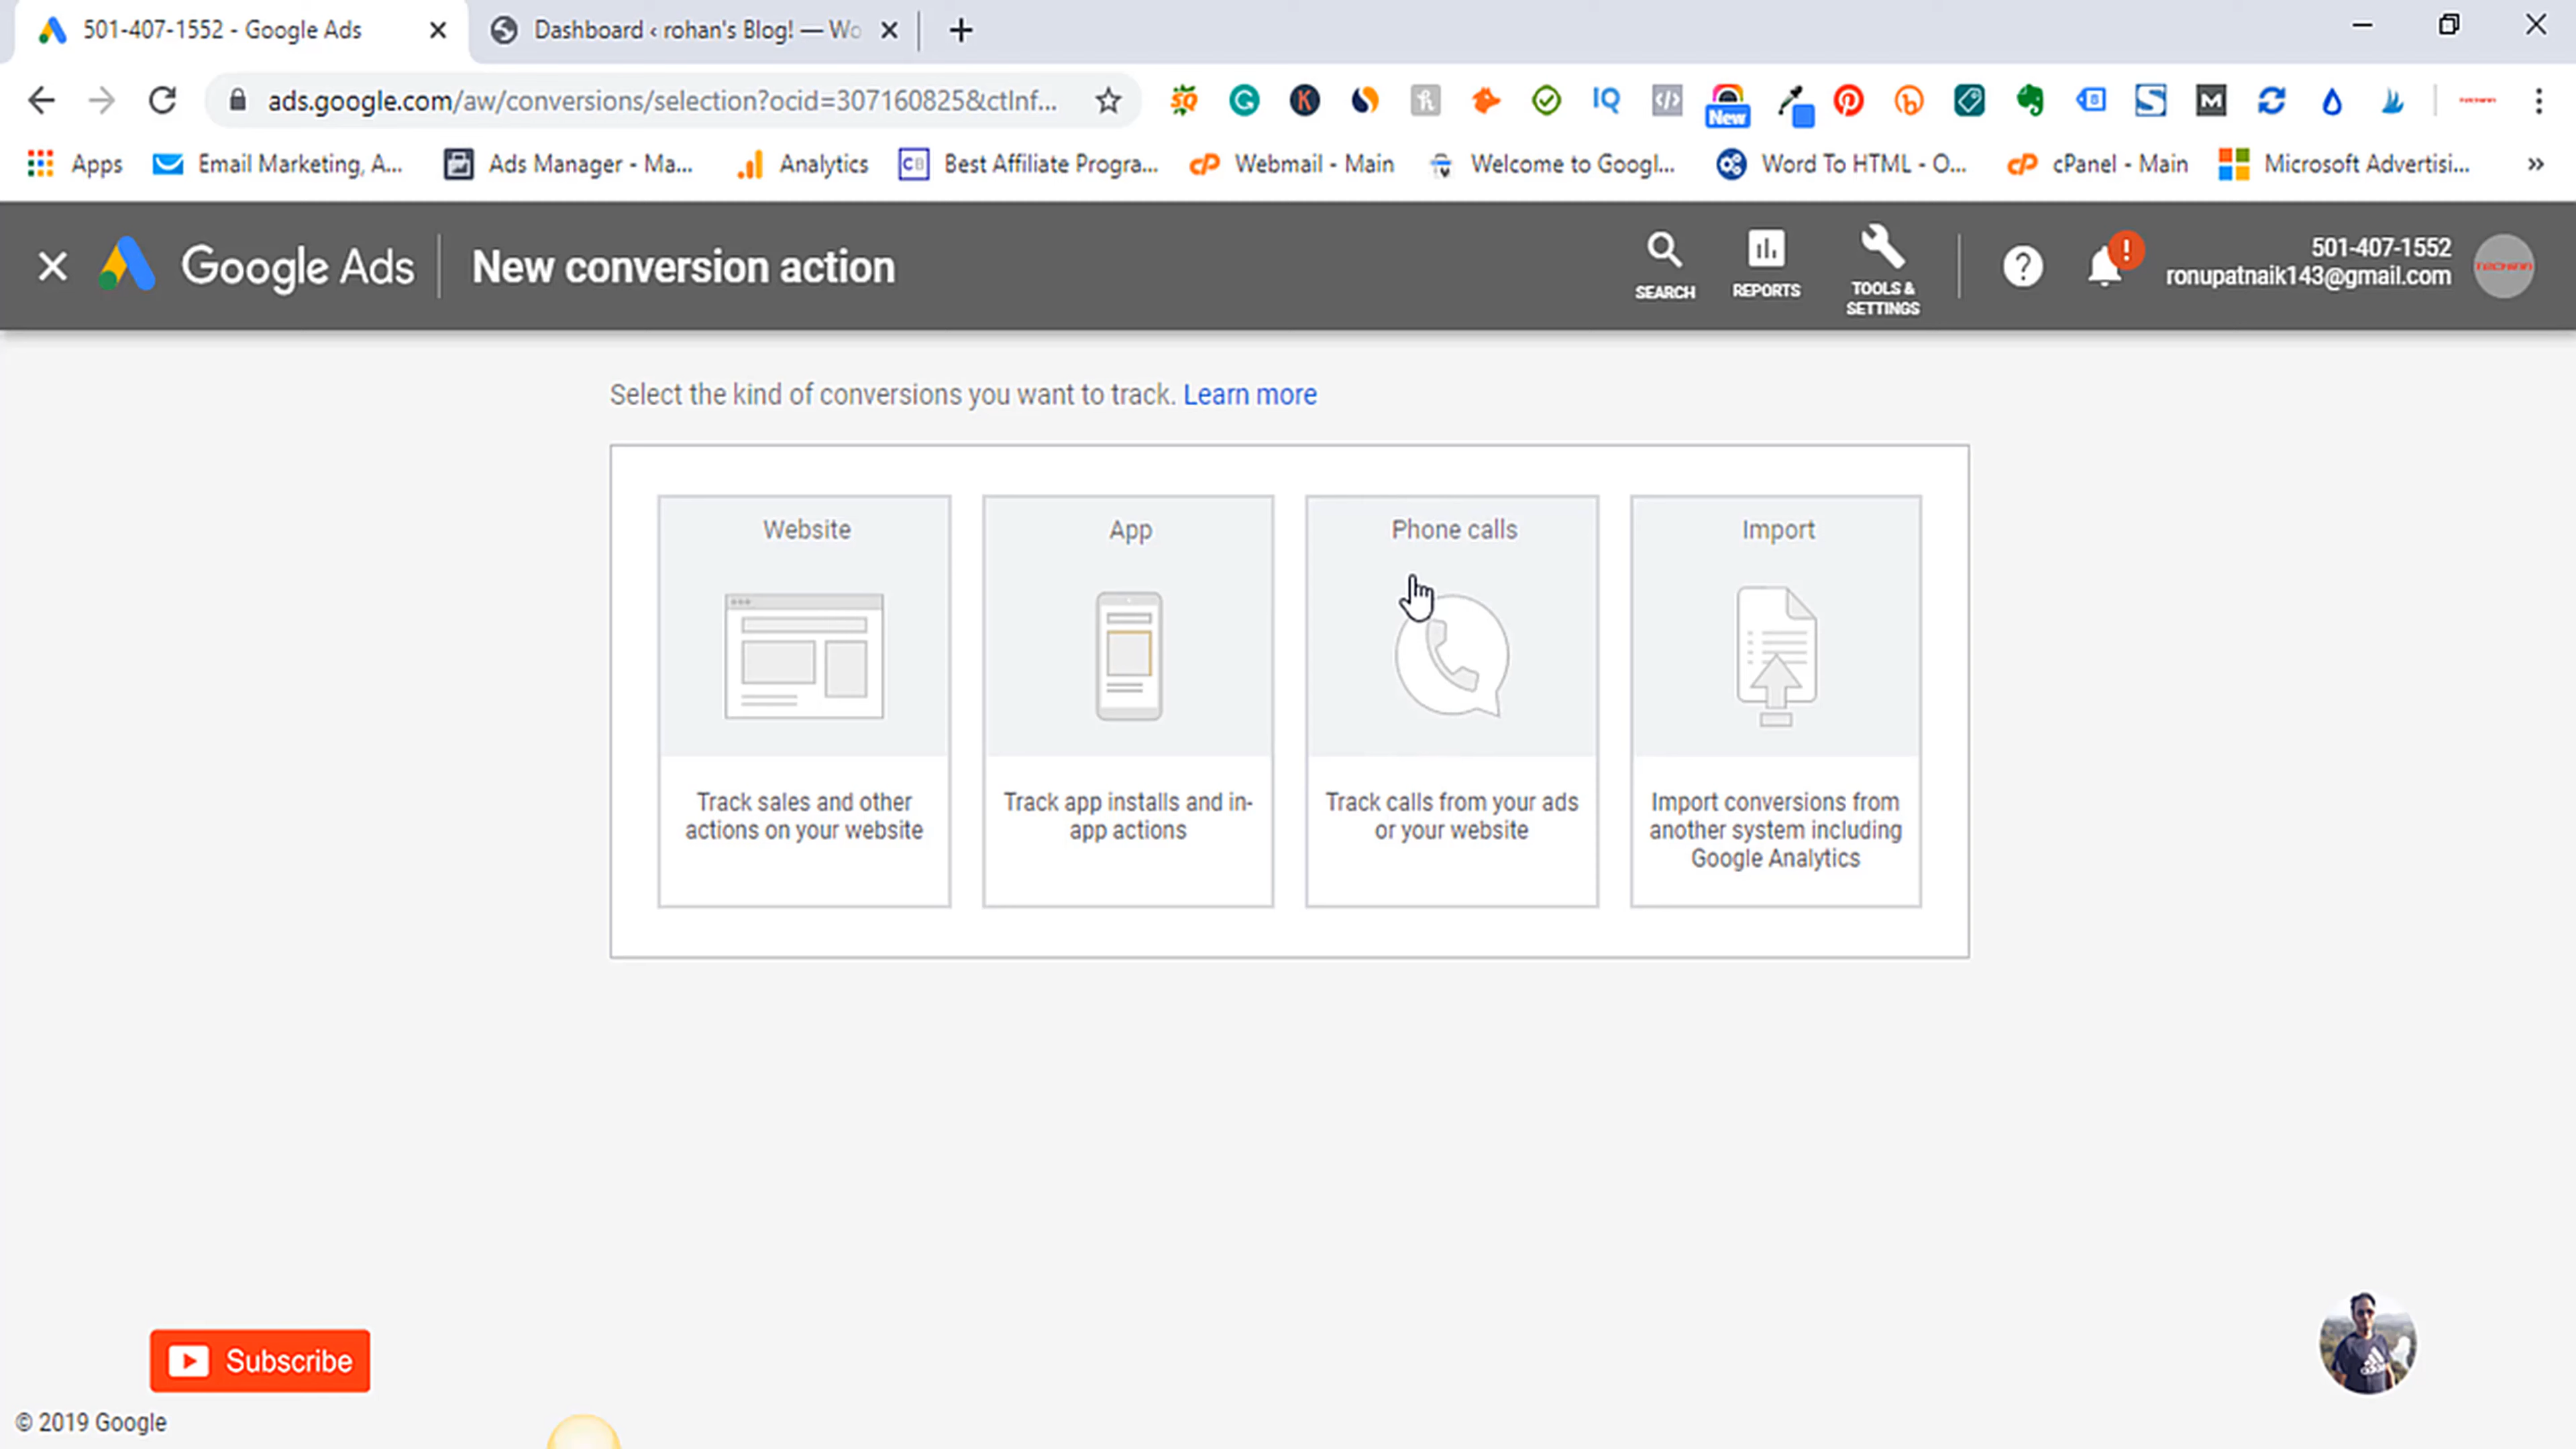 501-407-1552 - Google Ads
Dashboard ‹ rohan's Blog! — Wo
ads.google.com/aw/conversions/selection?ocid=307160825&ctInf...
New
Apps
Email Marketing, A...
Ads Manager - Ma...
Analytics
CB
Best Affiliate Progra...
Webmail - Main
Welcome to Googl...
Word To HTML - O...
cPanel - Main
Microsoft Advertisi...
»
Google Ads
New conversion action
SEARCH
REPORTS
TOOLS &
SETTINGS
501-407-1552
ronupatnaik143@gmail.com
Select the kind of conversions you want to track. Learn more
Website
App
Phone calls
Import
Track sales and other
actions on your website
Track app installs and in-
app actions
Track calls from your ads
or your website
Import conversions from
another system including
Google Analytics
Subscribe
© 2019 Google